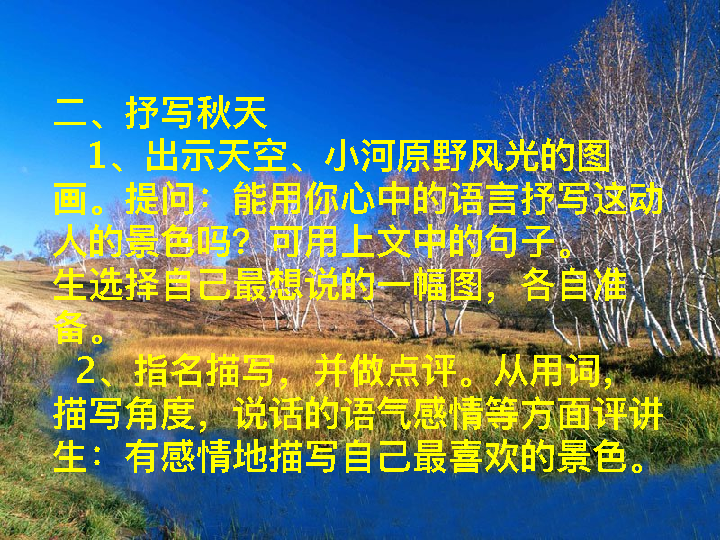 二、抒写秋天
1、出示天空、小河原野风光的图
画。提问：能用你心中的语言抒写这动
人的景色吗？可用上文中的句子。
生选择自己最想说的一幅图，各自准
备。
2、指名描写，并做点评。从用词，
描写角度，说话的语气感情等方面评讲
生：有感情地描写自己最喜欢的景色。